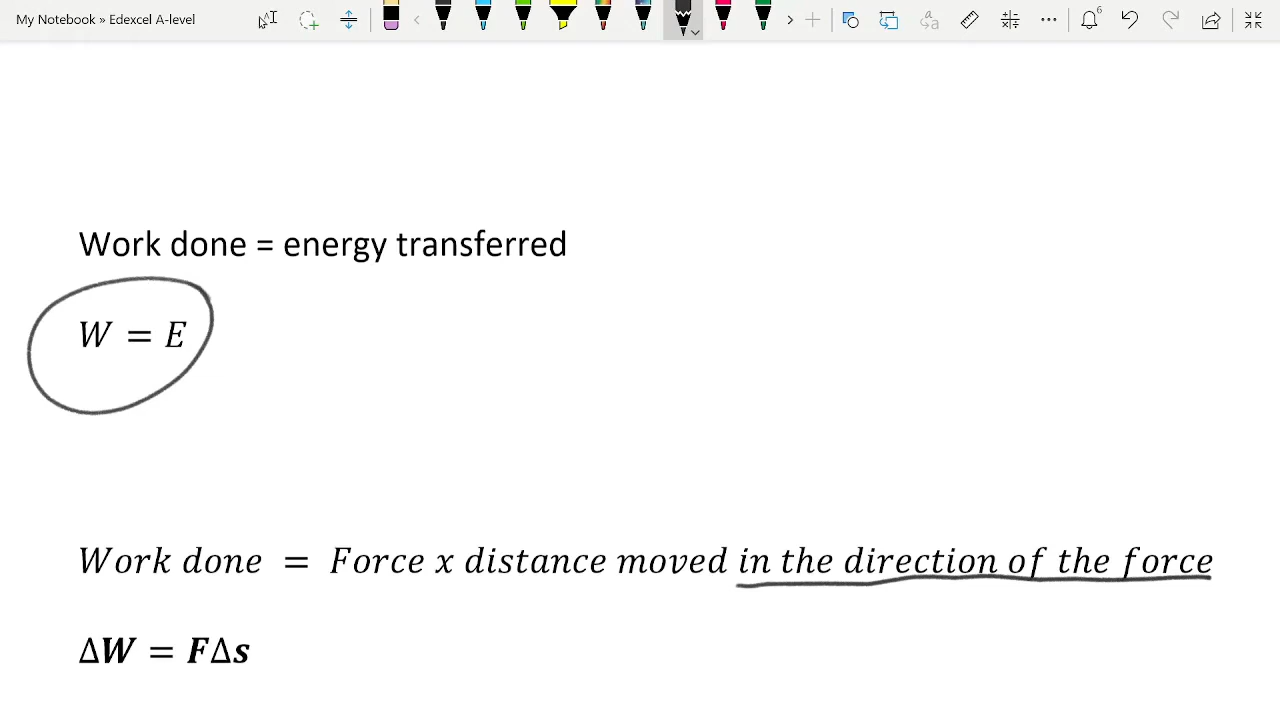 My Notebook » Edexcel A-level
6
Work done = energy transferred
W = E
Work done = Force x distance moved in the direction of the force
ΔW = FΔs